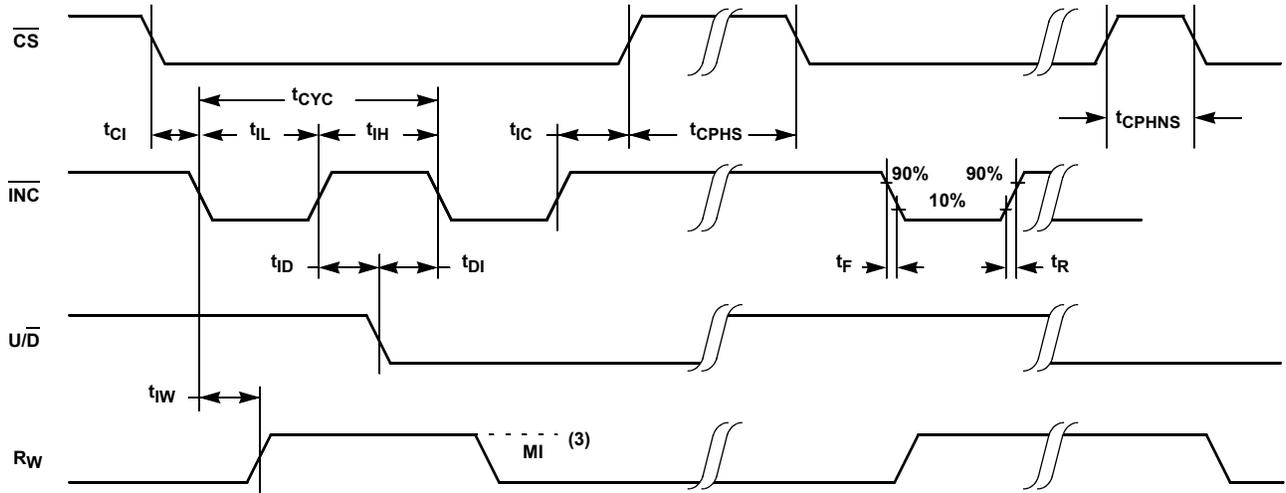 CS
tCYC
tCI tIL tIH tIC tCPHS tCPHNS
INC
90% 90%
10%
tID tDI tF tR
U/D
tIW
(3)
MI
RW